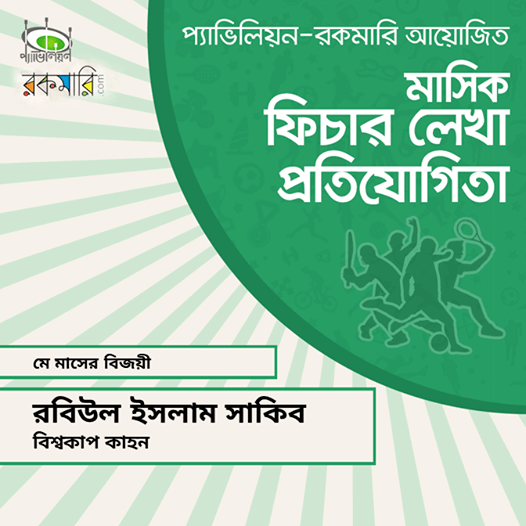 প্যাভিলিয়ন
রকমারি.com
প্যাভিলিয়ন-রকমারি আয়োজিত
মাসিক
ফিচার লেখা
প্রতিযোগিতা
মে মাসের বিজয়ী
রবিউল ইসলাম সাকিব
বিশ্বকাপ কাহন